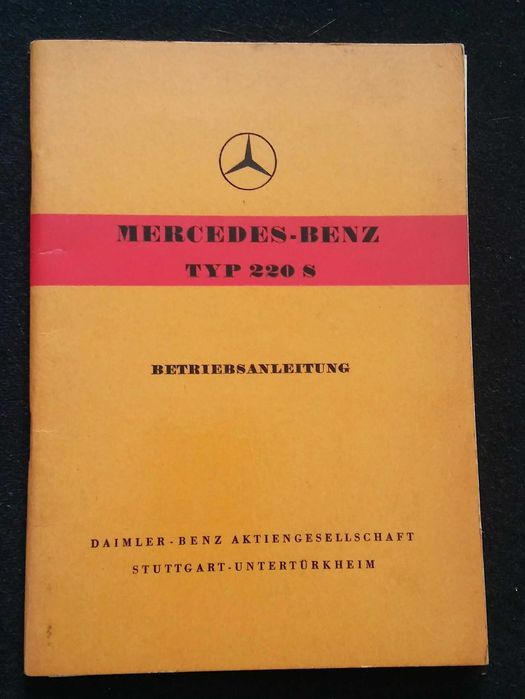 MERCEDES-BENZ
TYP 220 S
BETRIEBSANLEITUNG
DAIMLER-BENZ AKTIENGESELLSCHAFT
STUTTGART-UNTERTÜRKHEIM